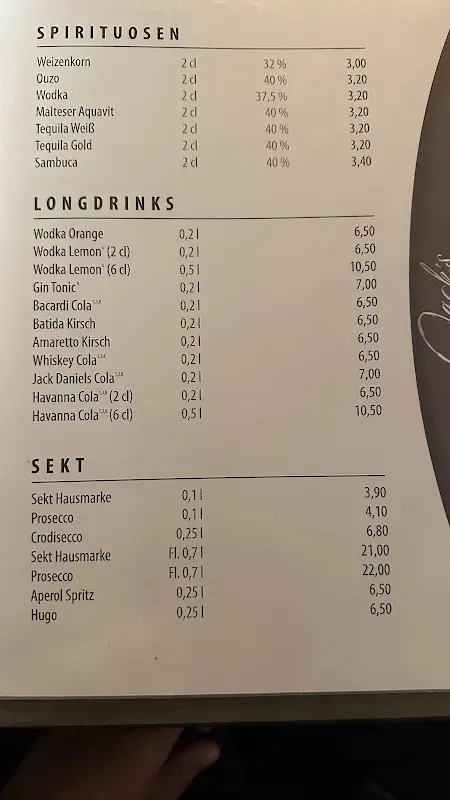 SPIRITUOSEN
Weizenkorn 2 cl 32 % 3,00
Ouzo 2 cl 40 % 3,20
Wodka 2 cl 37,5 % 3,20
Malteser Aquavit 2 cl 40 % 3,20
Tequila Weiß 2 cl 40 % 3,20
Tequila Gold 2 cl 40 % 3,20
Sambuca 2 cl 40 % 3,40
LONGDRINKS
Wodka Orange 0,2 l 6,50
Wodka Lemon (2 cl) 0,2 l 6,50
Wodka Lemon (6 cl) 0,5 l 10,50
Gin Tonic 0,2 l 7,00
Bacardi Cola 0,2 l 6,50
Batida Kirsch 0,2 l 6,50
Amaretto Kirsch 0,2 l 6,50
Whiskey Cola 0,2 l 6,50
Jack Daniels Cola 0,2 l 7,00
Havanna Cola (2 cl) 0,2 l 6,50
Havanna Cola (6 cl) 0,5 l 10,50
SEKT
Sekt Hausmarke 0,1 l 3,90
Prosecco 0,1 l 4,10
Crodisecco 0,25 l 6,80
Sekt Hausmarke Fl. 0,7 l 21,00
Prosecco Fl. 0,7 l 22,00
Aperol Spritz 0,25 l 6,50
Hugo 0,25 l 6,50